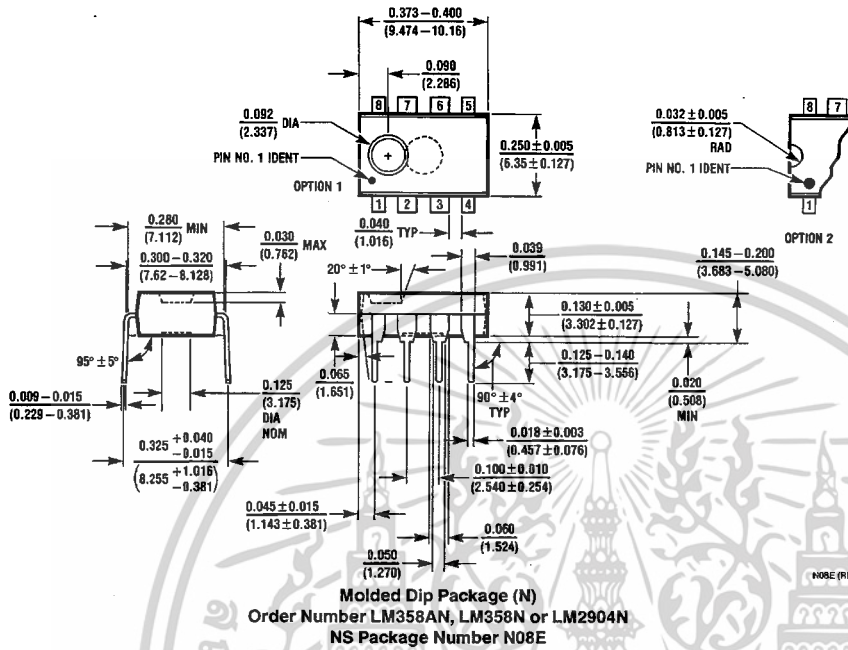 0.373–0.400
(9.474–10.16)
0.090
(2.286)
8 7 6 5
0.092 DIA
(2.337)
0.250 ± 0.005
(6.35 ± 0.127)
PIN NO. 1 IDENT
OPTION 1
1 2 3 4
0.032 ± 0.005
(0.813 ± 0.127)
RAD
8 7
PIN NO. 1 IDENT
1
OPTION 2
0.280 MIN
(7.112)
0.030 MAX
(0.762)
0.300–0.320
(7.62–8.128)
0.040 TYP
(1.016)
0.039
(0.991)
0.145–0.200
(3.683–5.080)
20° ± 1°
0.130 ± 0.005
(3.302 ± 0.127)
95° ± 5°
0.065
(1.651)
0.125–0.140
(3.175–3.556)
90° ± 4°
TYP
0.020
(0.508)
MIN
0.009–0.015
(0.229–0.381)
0.125
(3.175)
DIA
NOM
0.018 ± 0.003
(0.457 ± 0.076)
0.325 +0.040 −0.015
(8.255 +1.016 −0.381)
0.100 ± 0.010
(2.540 ± 0.254)
0.045 ± 0.015
(1.143 ± 0.381)
0.060
(1.524)
0.050
(1.270)
N08E (R
Molded Dip Package (N)
Order Number LM358AN, LM358N or LM2904N
NS Package Number N08E